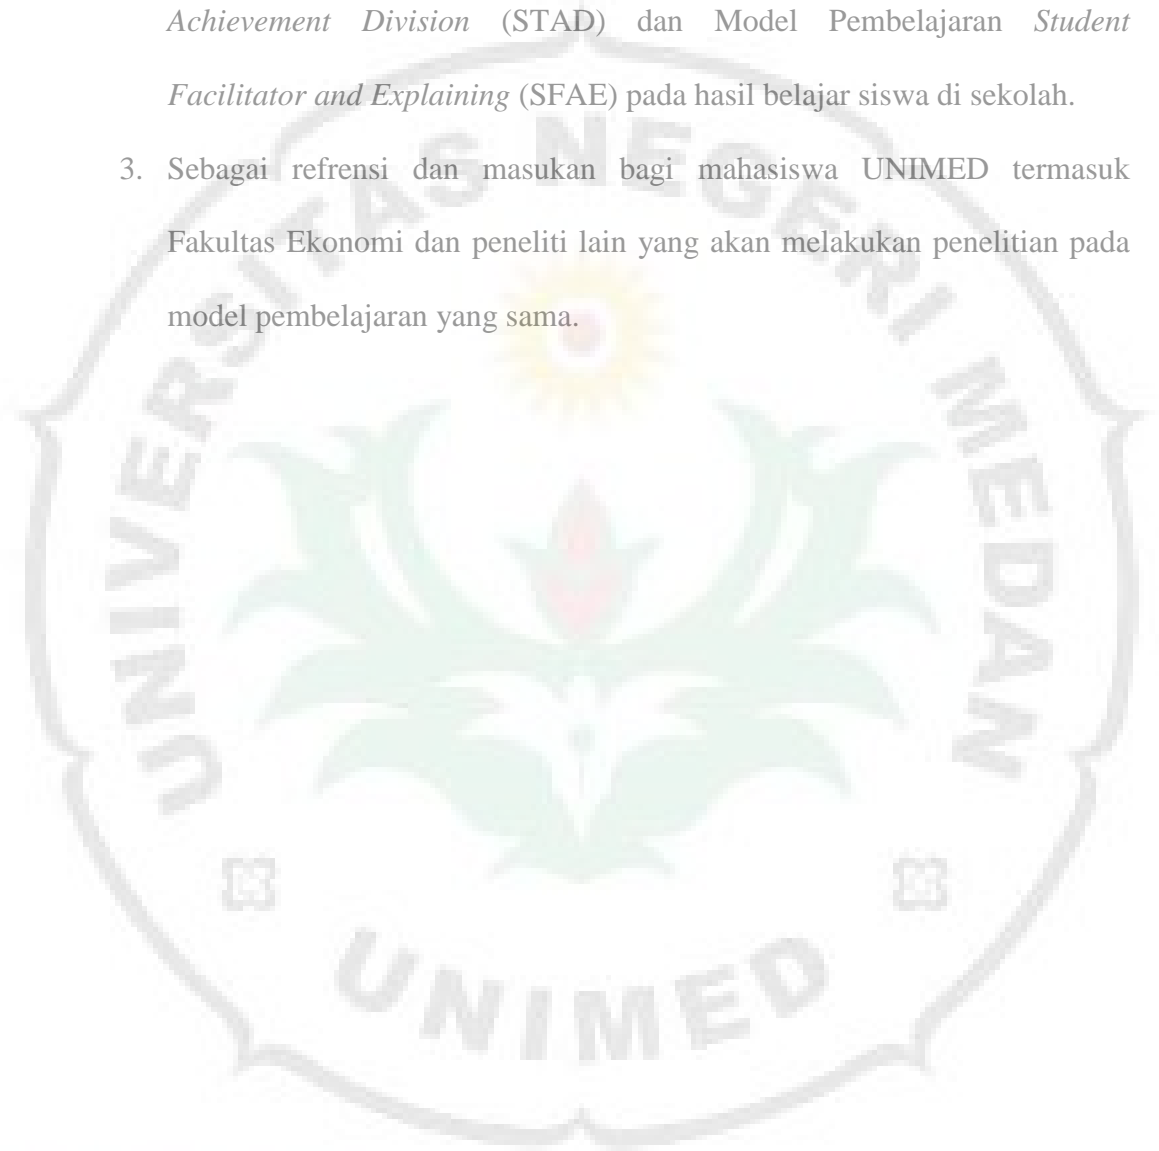 Achievement Division (STAD) dan Model Pembelajaran Student
Facilitator and Explaining (SFAE) pada hasil belajar siswa di sekolah.
3. Sebagai refrensi dan masukan bagi mahasiswa UNIMED termasuk
Fakultas Ekonomi dan peneliti lain yang akan melakukan penelitian pada
model pembelajaran yang sama.
UNIVERSITAS NEGERI MEDAN
UNIMED